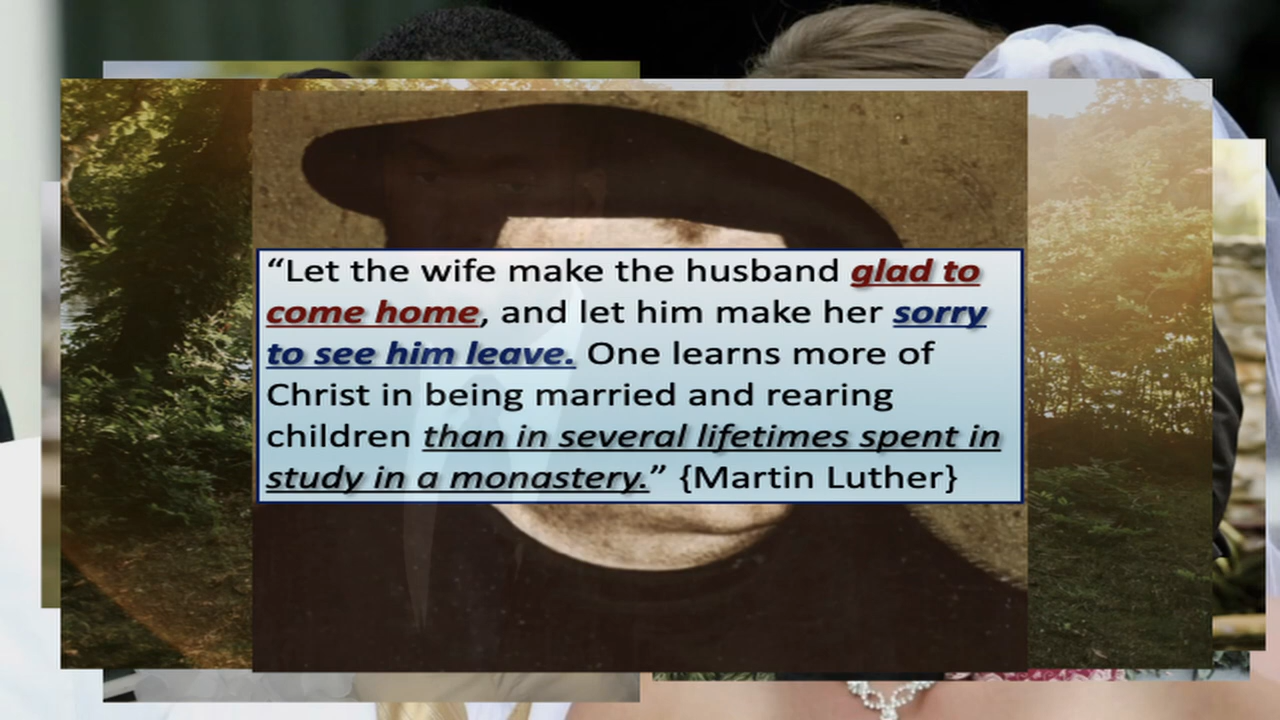 “Let the wife make the husband glad to
come home, and let him make her sorry
to see him leave. One learns more of
Christ in being married and rearing
children than in several lifetimes spent in
study in a monastery.” {Martin Luther}